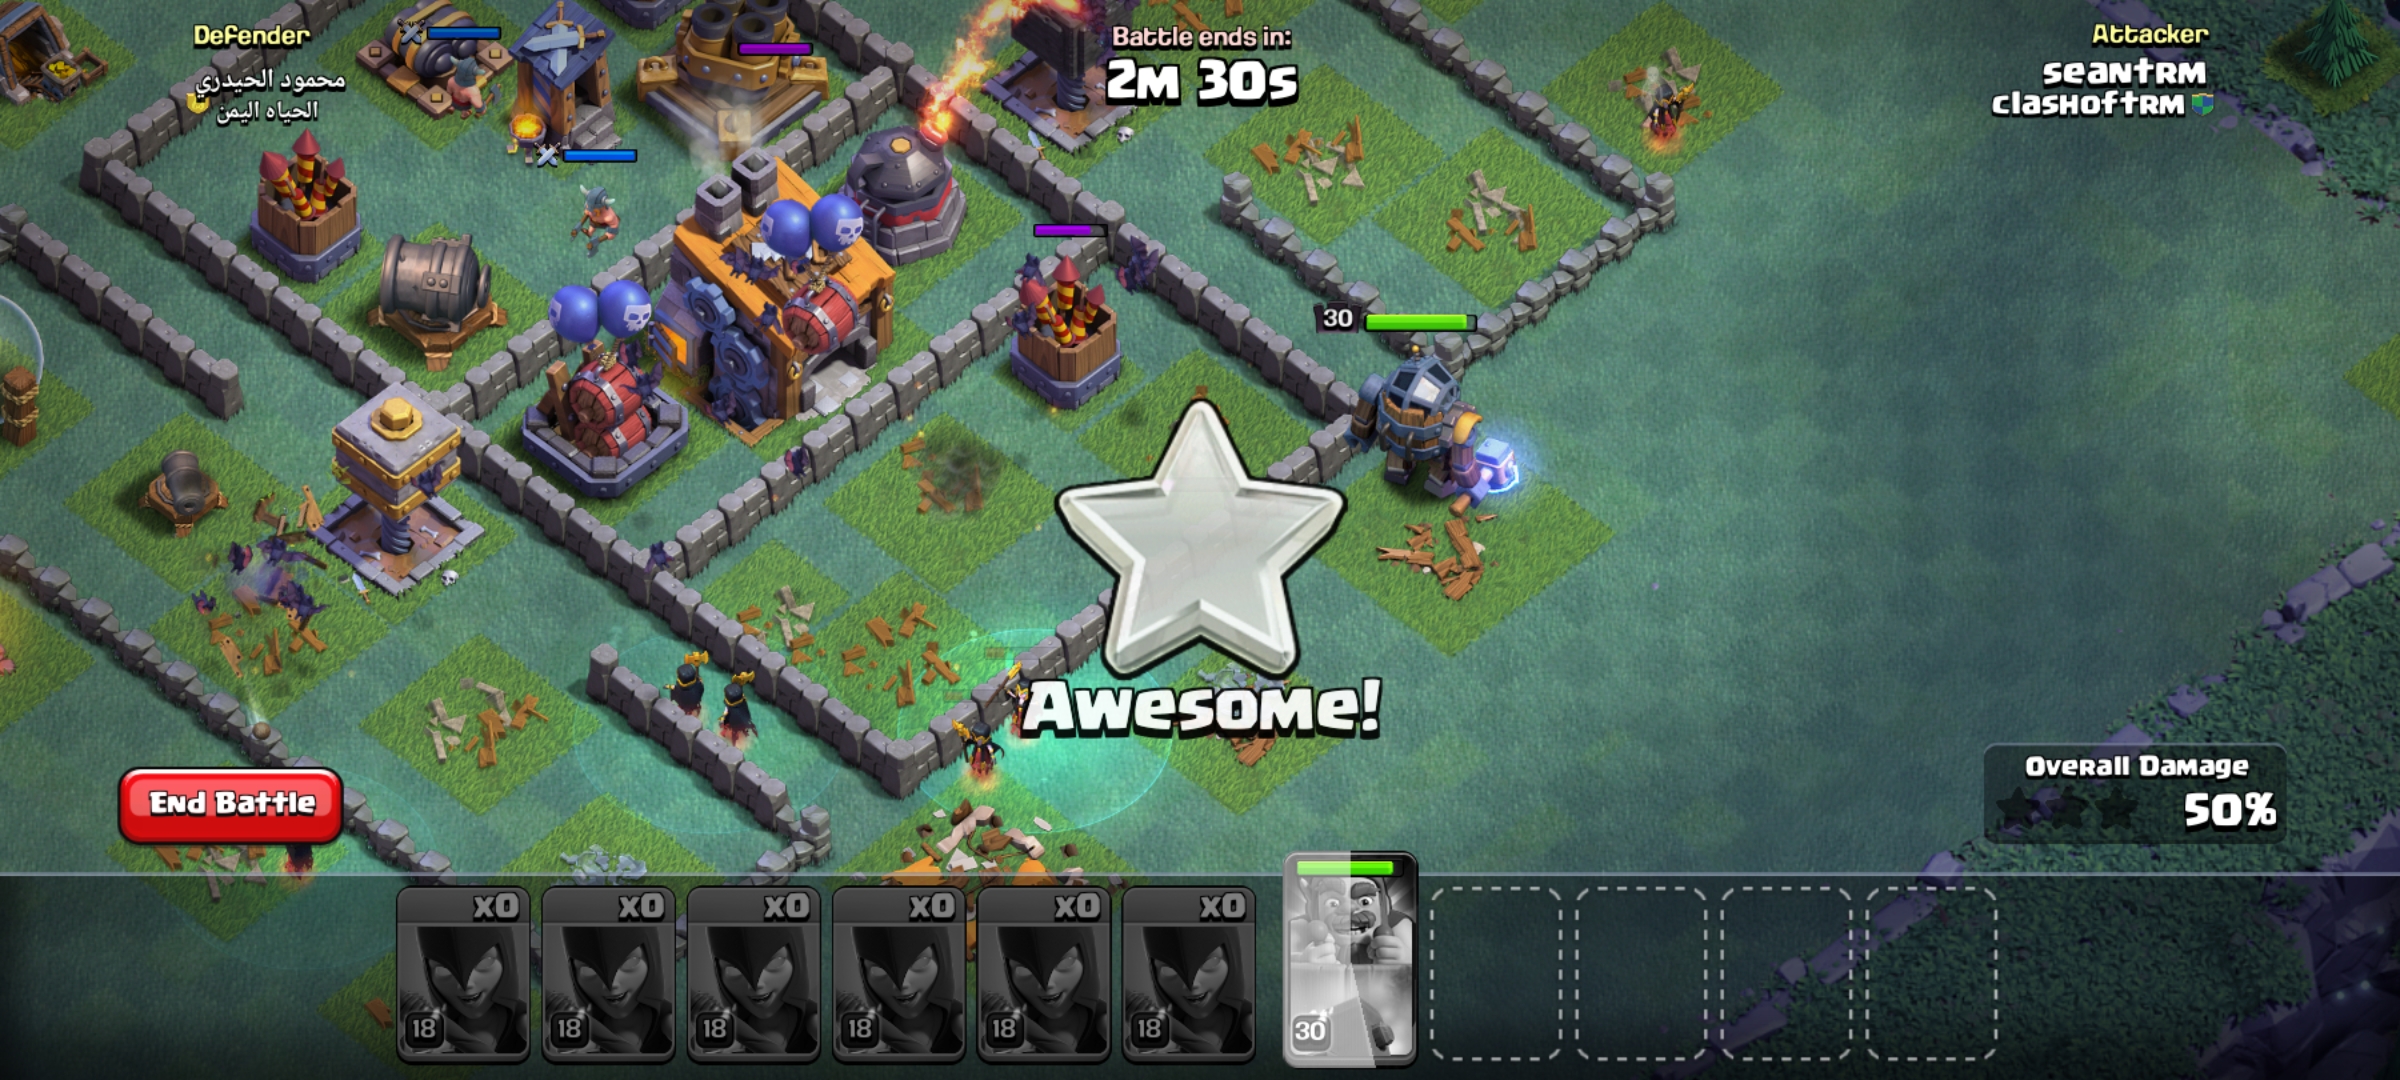 Defender
محمود الحيدري
الحياه اليمن
Battle ends in:
2M 30s
Attacker
seantRM
clashoftRM
30
Awesome!
End Battle
Overall Damage
50%
x0 x0 x0 x0 x0 x0
18 18 18 18 18 18 30